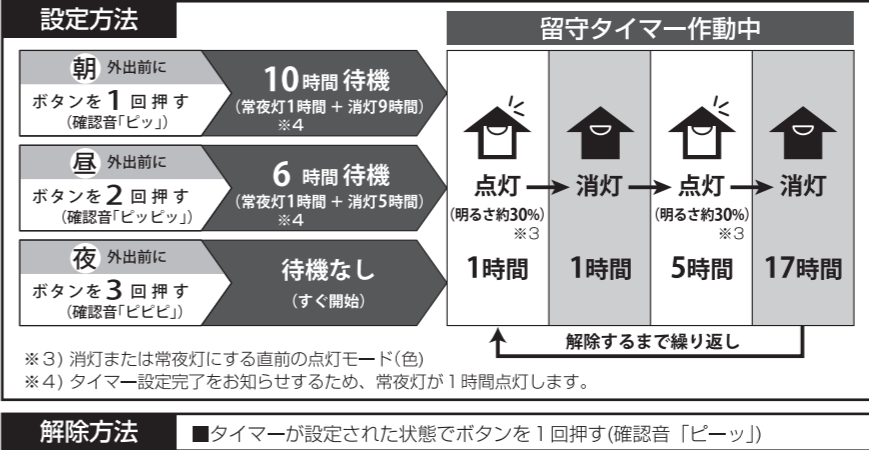 設定方法
留守タイマー作動中
朝 外出前に
ボタンを1回押す
(確認音「ピッ」)
10時間待機
(常夜灯1時間 + 消灯9時間)
※4
昼 外出前に
ボタンを2回押す
(確認音「ピッピッ」)
6時間待機
(常夜灯1時間 + 消灯5時間)
※4
夜 外出前に
ボタンを3回押す
(確認音「ピピピ」)
待機なし
(すぐ開始)
点灯
(明るさ約30%)
※3
1時間
消灯
1時間
点灯
(明るさ約30%)
※3
5時間
消灯
17時間
解除するまで繰り返し
※3) 消灯または常夜灯にする直前の点灯モード(色)
※4) タイマー設定完了をお知らせするため、常夜灯が1時間点灯します。
解除方法
■タイマーが設定された状態でボタンを1回押す(確認音「ピーッ」)